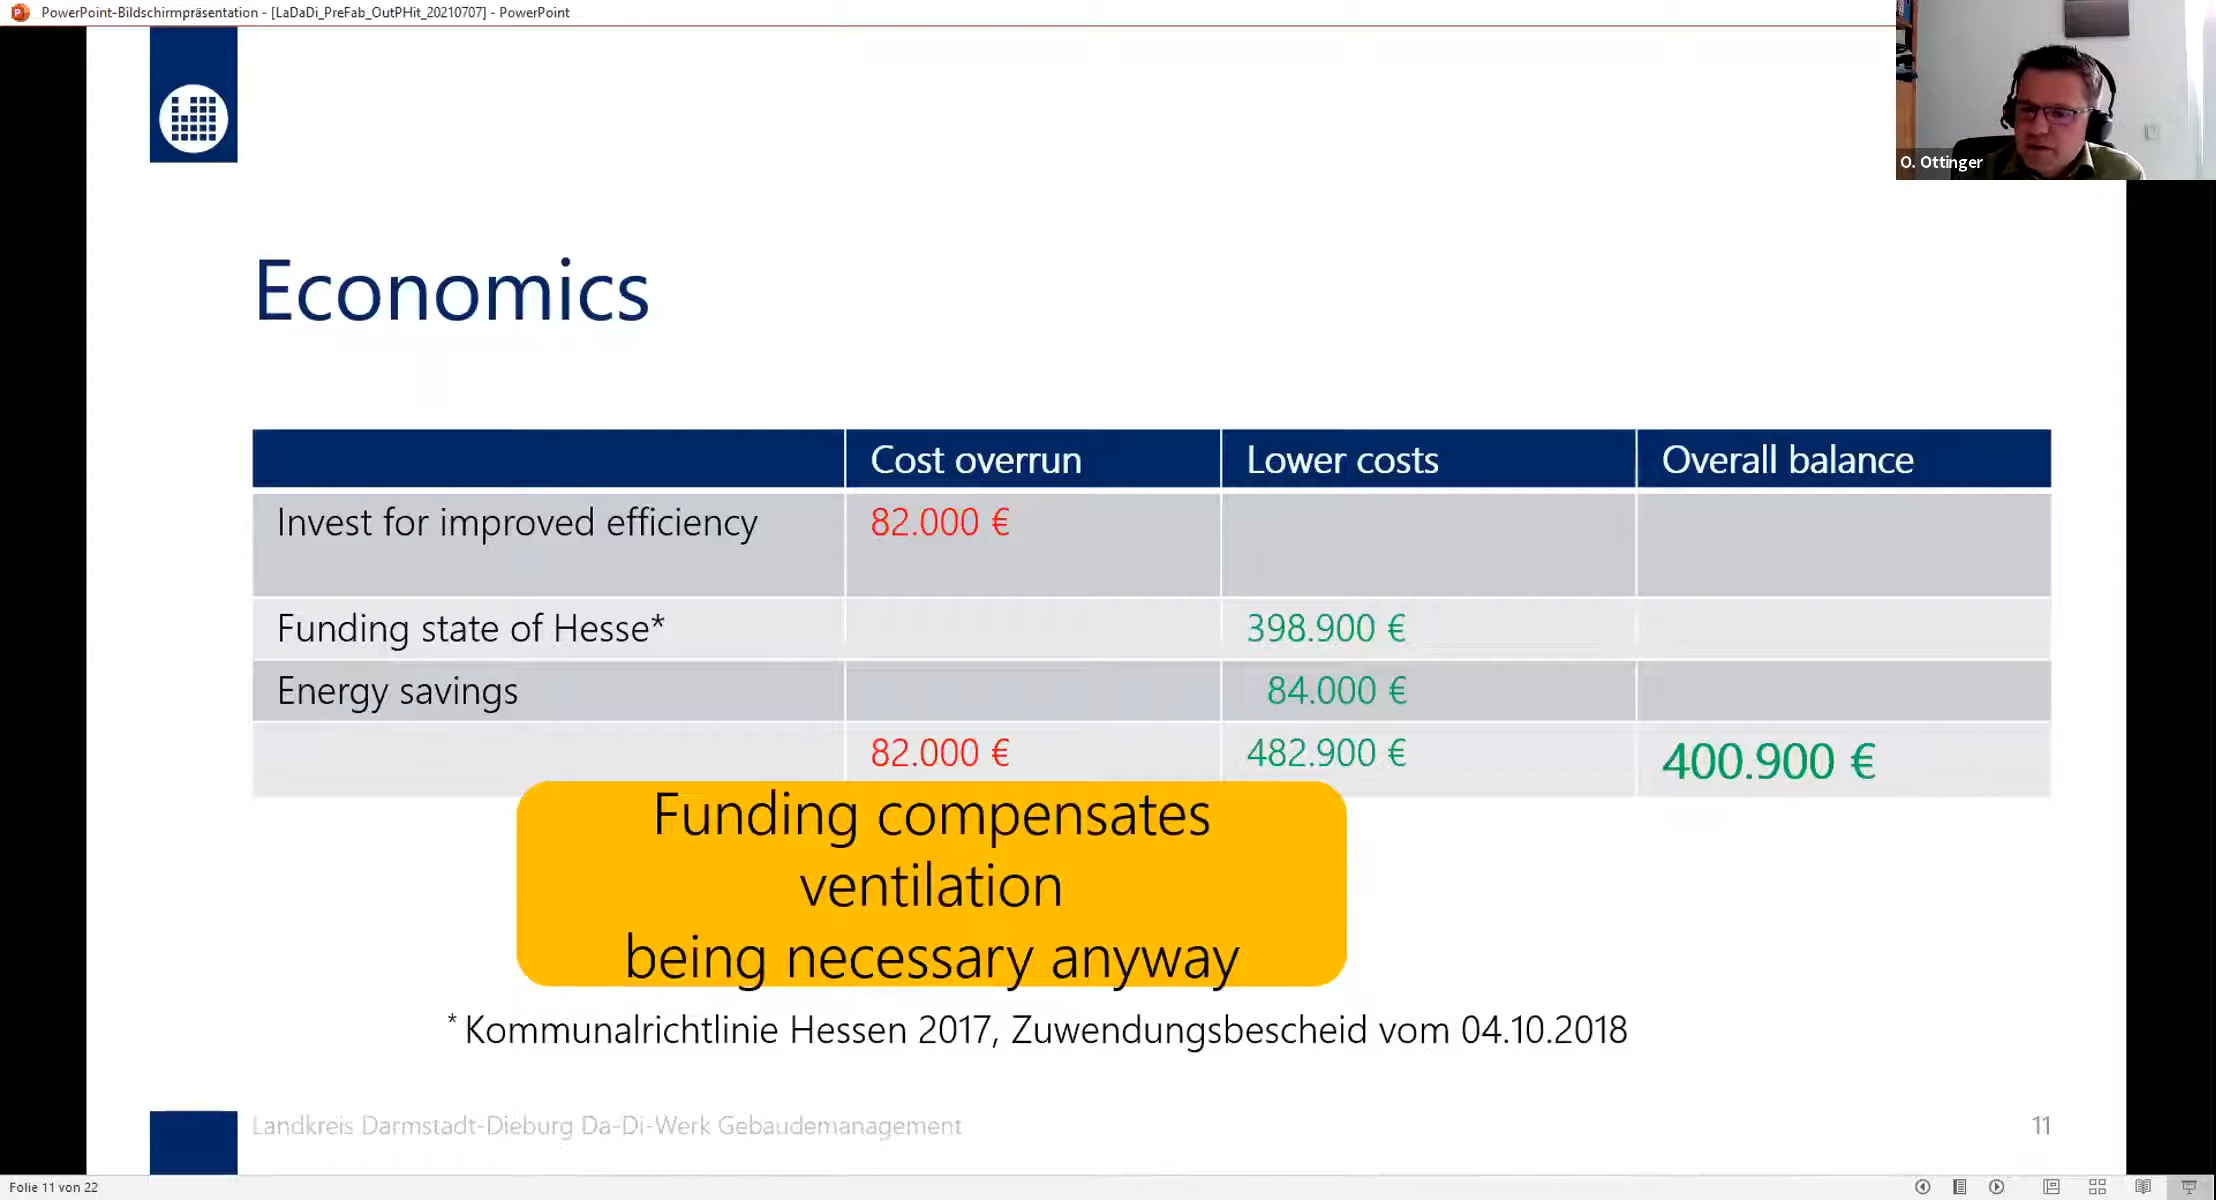 PowerPoint-Bildschirmpräsentation - [LaDaDi_PreFab_OutPHit_20210707] - PowerPoint
O. Ottinger
Economics
Cost overrun Lower costs Overall balance
Invest for improved efficiency 82.000 €
Funding state of Hesse* 398.900 €
Energy savings 84.000 €
82.000 € 482.900 € 400.900 €
Funding compensates
ventilation
being necessary anyway
* Kommunalrichtlinie Hessen 2017, Zuwendungsbescheid vom 04.10.2018
Landkreis Darmstadt-Dieburg Da-Di-Werk Gebaudemanagement 11
Folie 11 von 22